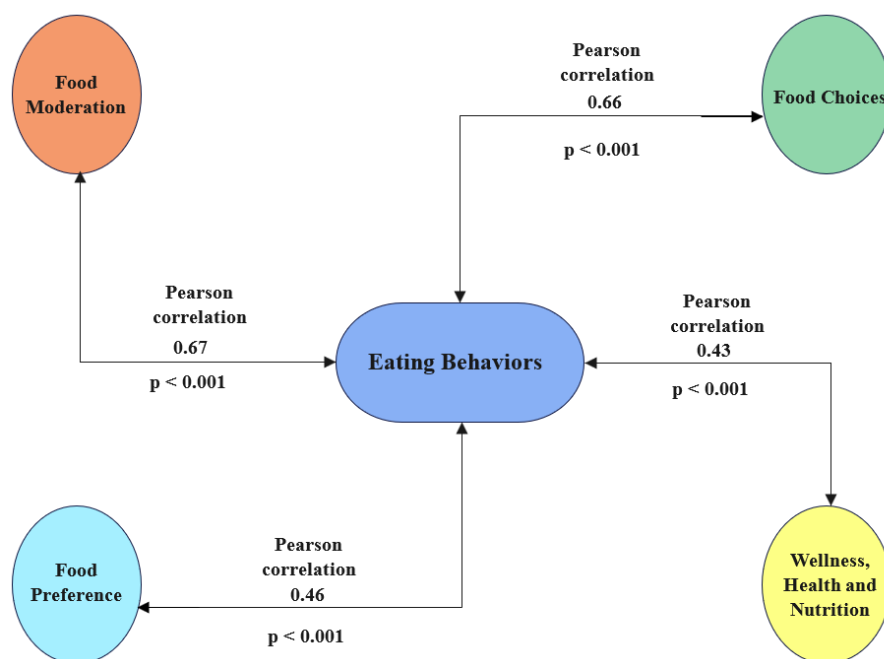 Food
Moderation
Pearson
correlation
0.66
p < 0.001
Food Choices
Pearson
correlation
0.67
p < 0.001
Eating Behaviors
Pearson
correlation
0.43
p < 0.001
Food
Preference
Pearson
correlation
0.46
p < 0.001
Wellness,
Health and
Nutrition